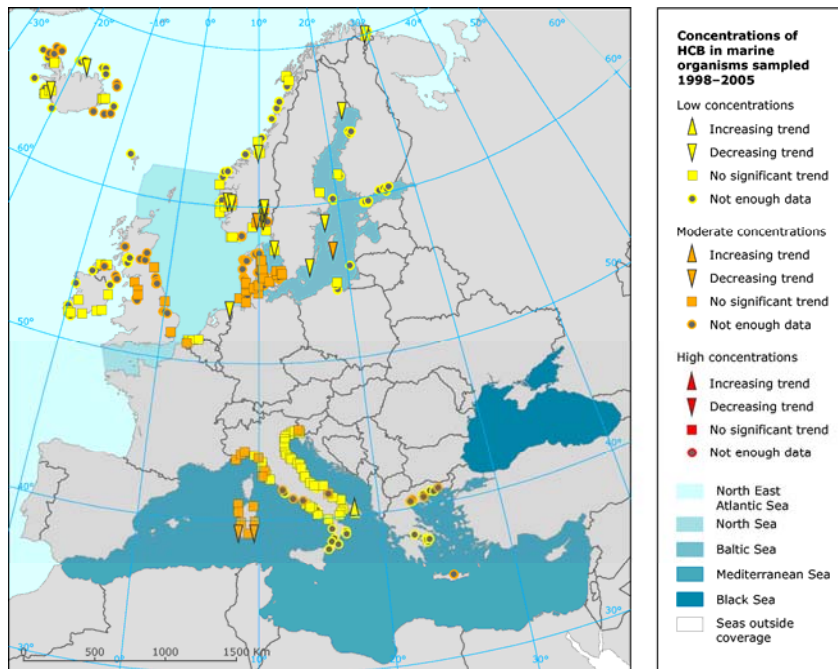 -30° -20° -10° 0° 10° 20° 30° 40° 50° 60° 70°
60°
60°
50°
50°
40°
40°
30°
0° 10° 20° 30°
0 500 1000 1500 Km
Concentrations of
HCB in marine
organisms sampled
1998–2005
Low concentrations
Increasing trend
Decreasing trend
No significant trend
Not enough data
Moderate concentrations
Increasing trend
Decreasing trend
No significant trend
Not enough data
High concentrations
Increasing trend
Decreasing trend
No significant trend
Not enough data
North East
Atlantic Sea
North Sea
Baltic Sea
Mediterranean Sea
Black Sea
Seas outside
coverage